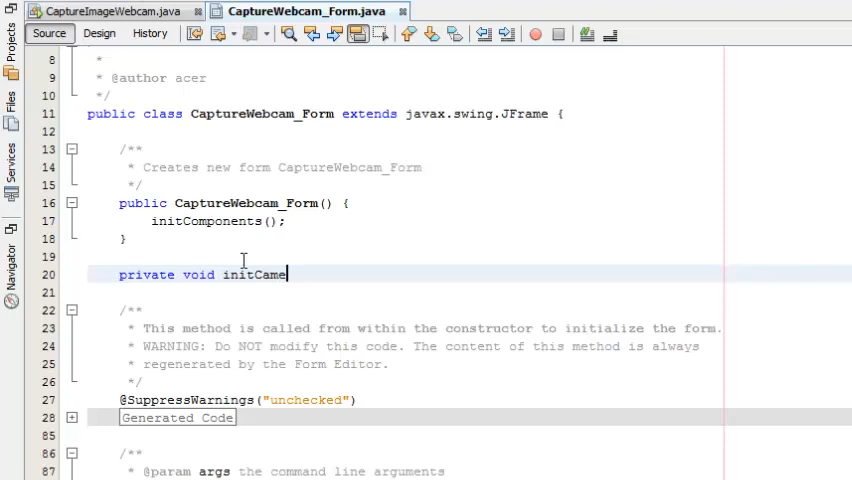 CaptureImageWebcam.java
CaptureWebcam_Form.java
Source Design History
Projects
Files
Services
Navigator
8 *
9 * @author acer
10 */
11 public class CaptureWebcam_Form extends javax.swing.JFrame {
12
13 /**
14 * Creates new form CaptureWebcam_Form
15 */
16 public CaptureWebcam_Form() {
17 initComponents();
18 }
19
20 private void initCame
21
22 /**
23 * This method is called from within the constructor to initialize the form.
24 * WARNING: Do NOT modify this code. The content of this method is always
25 * regenerated by the Form Editor.
26 */
27 @SuppressWarnings("unchecked")
28 Generated Code
85
86 /**
87 * @param args the command line arguments